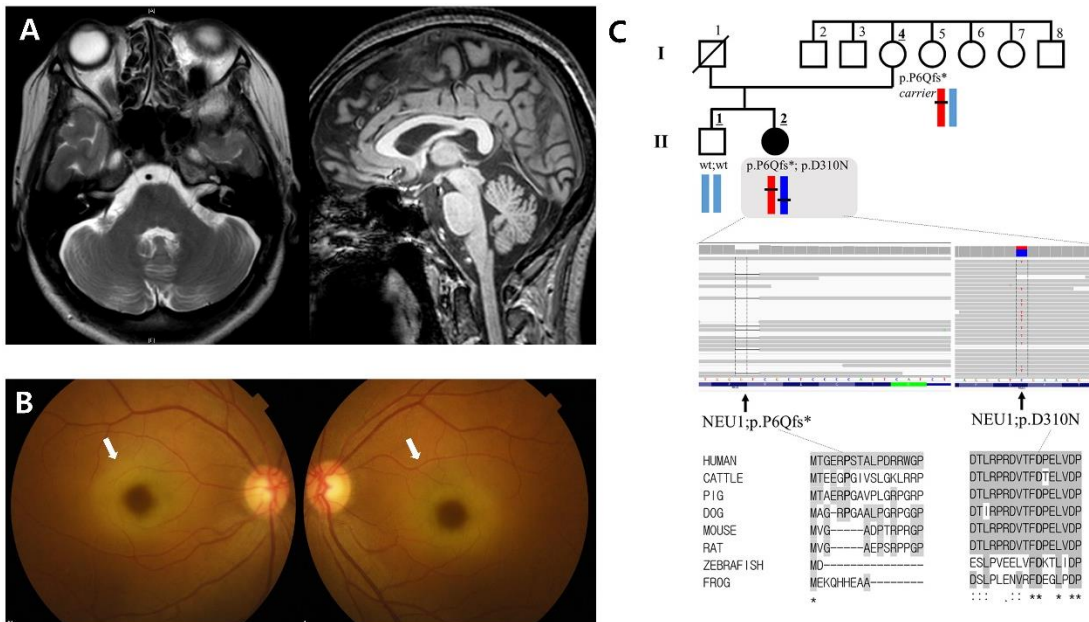 A
B
C
I
1
2
3
4
5
6
7
8
p.P6Qfs*
carrier
II
1
2
wt;wt
p.P6Qfs*; p.D310N
NEU1;p.P6Qfs*
NEU1;p.D310N
HUMAN MTGERPSTALPDRRWGP DTLRPRDVTFDPELVDP
CATTLE MTEEGPGIVSLGKLRRP DTLRPRDVTFDTELVDP
PIG MTAERPGAVPLGRPGRP DTLRPRDVTFDPELVDP
DOG MAG-RPGAALPGRPGGP DTIRPRDVTFDPELVDP
MOUSE MVG-----ADPTRPRGP DTLRPRDVTFDPELVDP
RAT MVG-----AEPSRPPGP DTLRPRDVTFDPELVDP
ZEBRAFISH MD--------------- ESLPVEELVFDKTLIDP
FROG MEKQHHEAA-------- DSLPLENVRFDEGLPDP
* :::  .:: ** * **